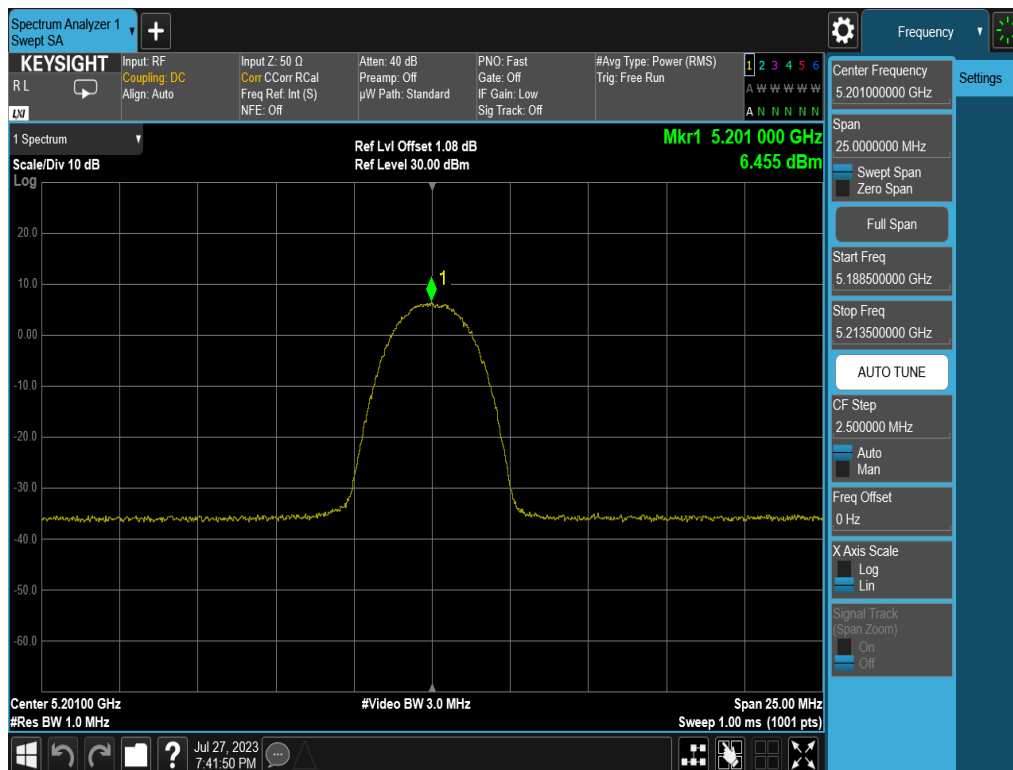 Spectrum Analyzer 1
Swept SA
+
Frequency
KEYSIGHT
R L
LXI
Input: RF
Coupling: DC
Align: Auto
Input Z: 50 Ω
Corr CCorr RCal
Freq Ref: Int (S)
NFE: Off
Atten: 40 dB
Preamp: Off
µW Path: Standard
PNO: Fast
Gate: Off
IF Gain: Low
Sig Track: Off
#Avg Type: Power (RMS)
Trig: Free Run
1 2 3 4 5 6
A W W W W W
A N N N N N
1 Spectrum
Scale/Div 10 dB
Log
Ref Lvl Offset 1.08 dB
Ref Level 30.00 dBm
Mkr1 5.201 000 GHz
6.455 dBm
1
20.0
10.0
0.00
-10.0
-20.0
-30.0
-40.0
-50.0
-60.0
Center 5.20100 GHz
#Res BW 1.0 MHz
#Video BW 3.0 MHz
Span 25.00 MHz
Sweep 1.00 ms (1001 pts)
Center Frequency
5.201000000 GHz
Settings
Span
25.0000000 MHz
Swept Span
Zero Span
Full Span
Start Freq
5.188500000 GHz
Stop Freq
5.213500000 GHz
AUTO TUNE
CF Step
2.500000 MHz
Auto
Man
Freq Offset
0 Hz
X Axis Scale
Log
Lin
Signal Track
(Span Zoom)
On
Off
?
Jul 27, 2023
7:41:50 PM